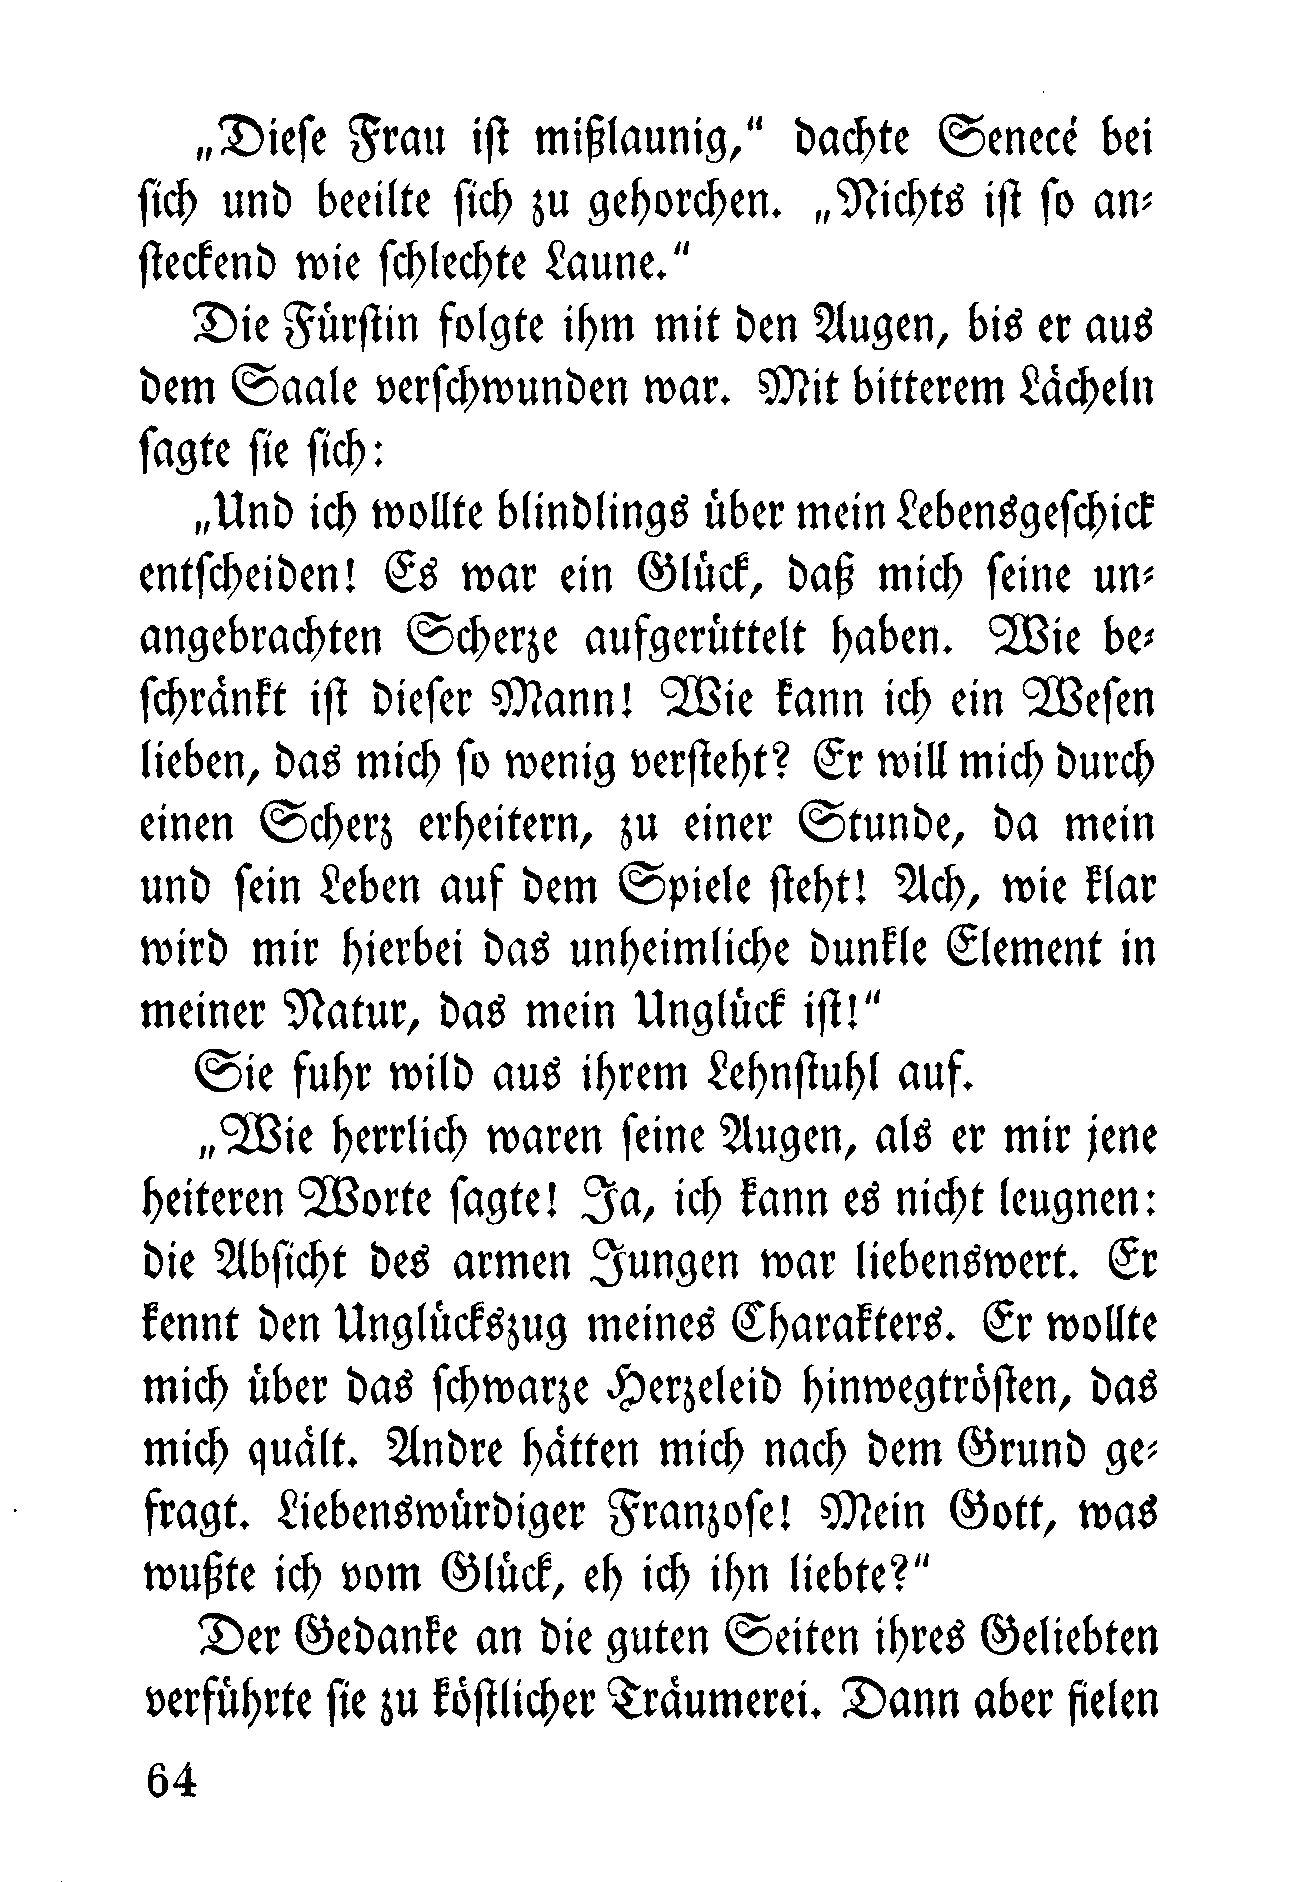 „Diese Frau ist mißlaunig,“ dachte Senecé bei
sich und beeilte sich zu gehorchen. „Nichts ist so an-
steckend wie schlechte Laune.“
Die Fürstin folgte ihm mit den Augen, bis er aus
dem Saale verschwunden war. Mit bitterem Lächeln
sagte sie sich:
„Und ich wollte blindlings über mein Lebensgeschick
entscheiden! Es war ein Glück, daß mich seine un-
angebrachten Scherze aufgerüttelt haben. Wie be-
schränkt ist dieser Mann! Wie kann ich ein Wesen
lieben, das mich so wenig versteht? Er will mich durch
einen Scherz erheitern, zu einer Stunde, da mein
und sein Leben auf dem Spiele steht! Ach, wie klar
wird mir hierbei das unheimliche dunkle Element in
meiner Natur, das mein Unglück ist!“
Sie fuhr wild aus ihrem Lehnstuhl auf.
„Wie herrlich waren seine Augen, als er mir jene
heiteren Worte sagte! Ja, ich kann es nicht leugnen:
die Absicht des armen Jungen war liebenswert. Er
kennt den Unglückszug meines Charakters. Er wollte
mich über das schwarze Herzeleid hinwegtrösten, das
mich quält. Andre hätten mich nach dem Grund ge-
fragt. Liebenswürdiger Franzose! Mein Gott, was
wußte ich vom Glück, eh ich ihn liebte?“
Der Gedanke an die guten Seiten ihres Geliebten
verführte sie zu köstlicher Träumerei. Dann aber fielen
64